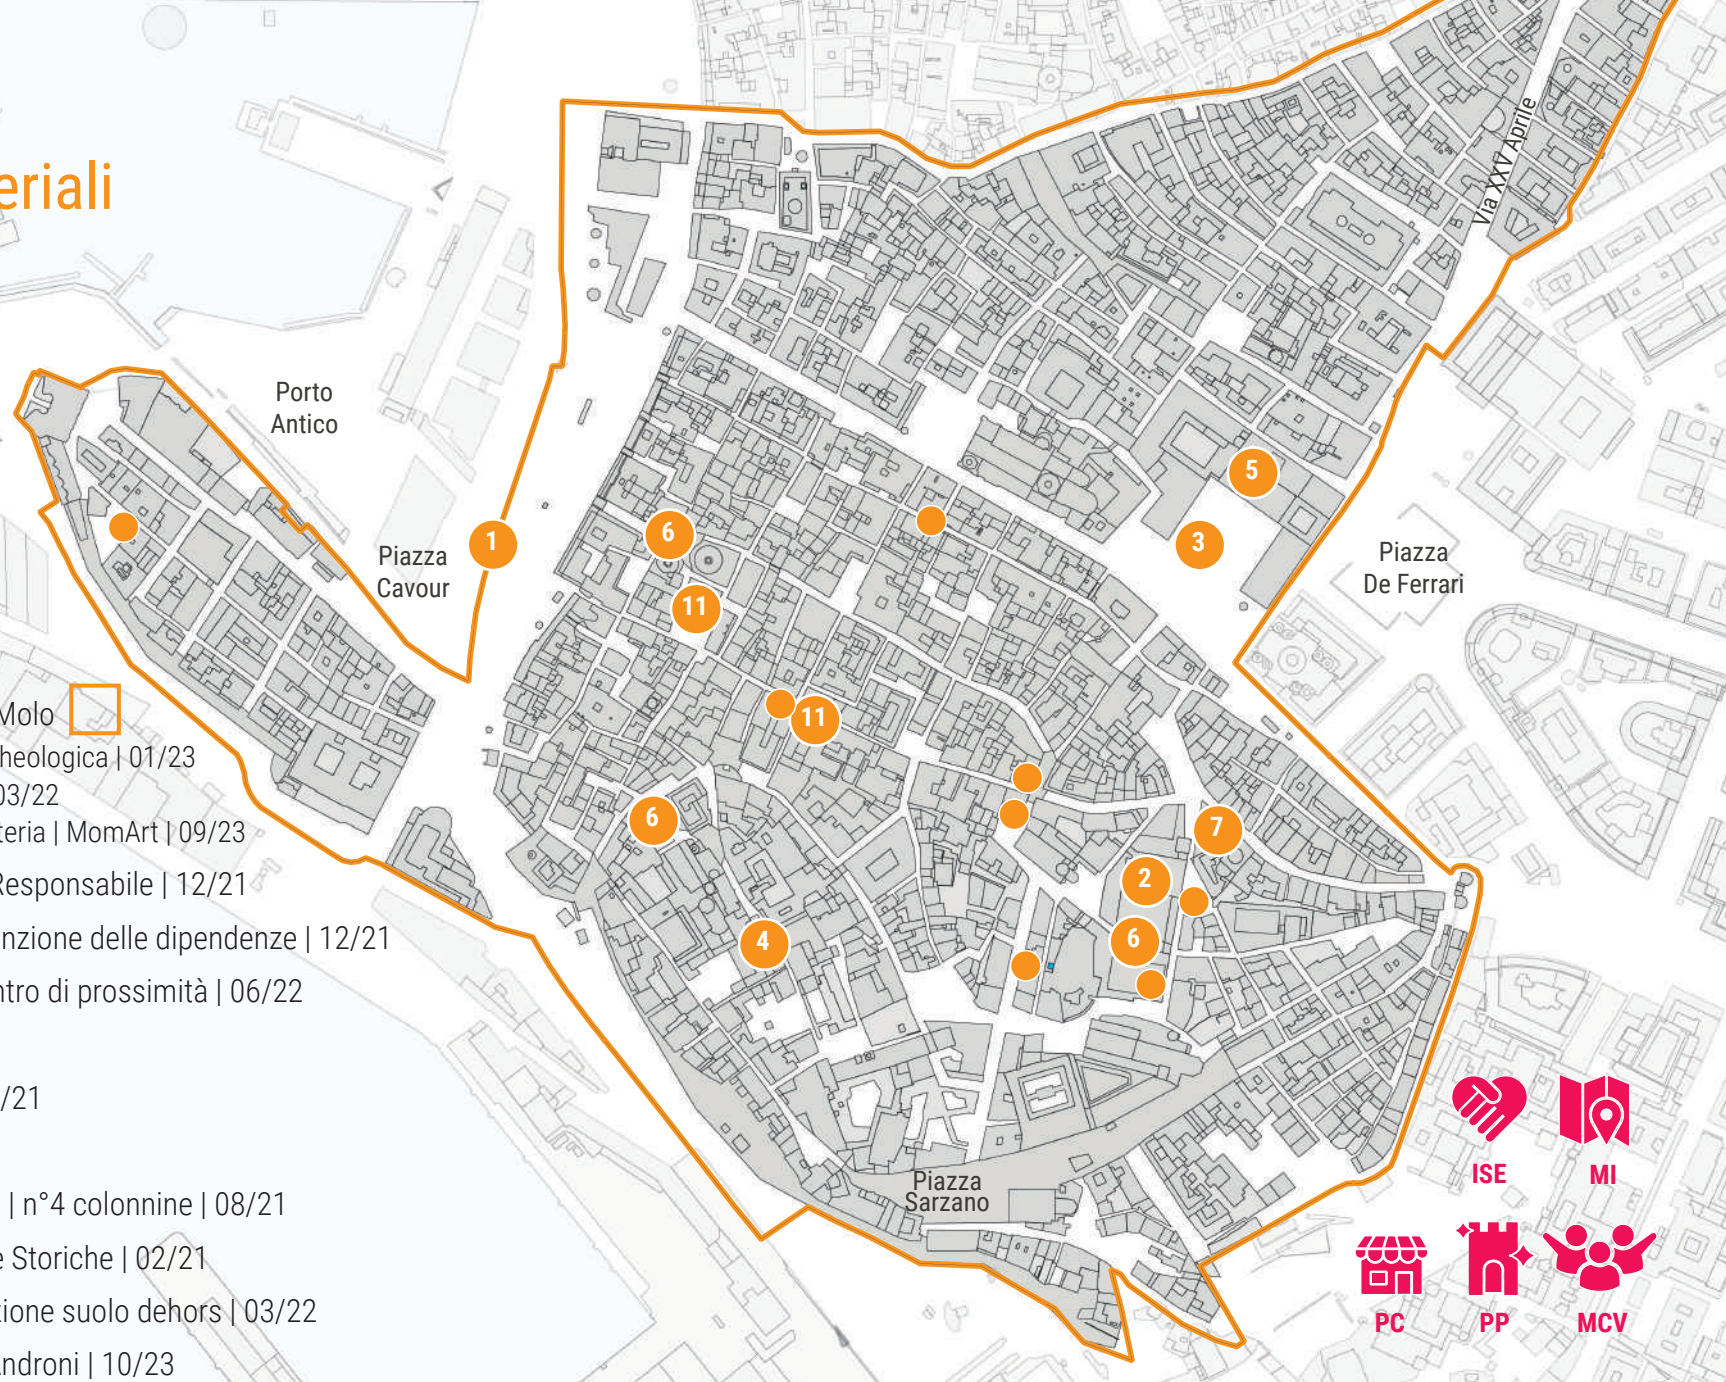 eriali
Via XXV Aprile
Porto
Antico
5
1
6
3
Piazza
Cavour
Piazza
De Ferrari
11
11
6
7
2
6
4
Molo
heologica | 01/23
03/22
teria | MomArt | 09/23
Responsabile | 12/21
nzione delle dipendenze | 12/21
ntro di prossimità | 06/22
/21
| n°4 colonnine | 08/21
e Storiche | 02/21
zione suolo dehors | 03/22
Androni | 10/23
Piazza
Sarzano
ISE
MI
PC
PP
MCV